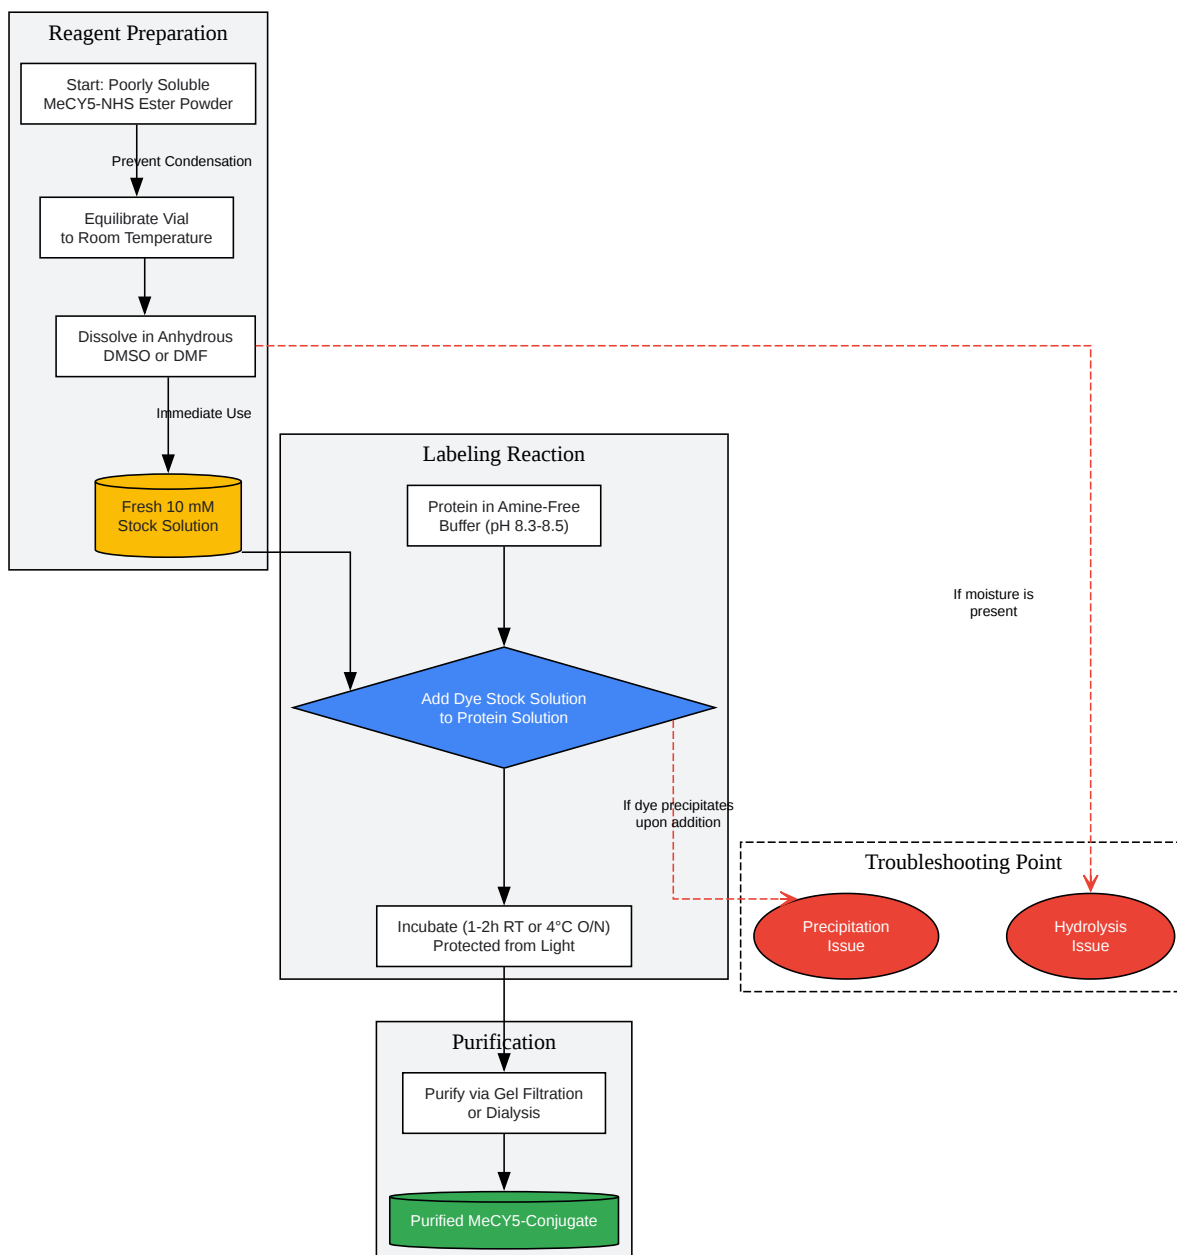 Reagent Preparation
Start: Poorly Soluble
MeCY5-NHS Ester Powder
Prevent Condensation
Equilibrate Vial
to Room Temperature
Dissolve in Anhydrous
DMSO or DMF
Immediate Use
Fresh 10 mM
Stock Solution
Labeling Reaction
Protein in Amine-Free
Buffer (pH 8.3-8.5)
Add Dye Stock Solution
to Protein Solution
If dye precipitates
upon addition
Incubate (1-2h RT or 4°C O/N)
Protected from Light
If moisture is
present
Troubleshooting Point
Precipitation
Issue
Hydrolysis
Issue
Purification
Purify via Gel Filtration
or Dialysis
Purified MeCY5-Conjugate